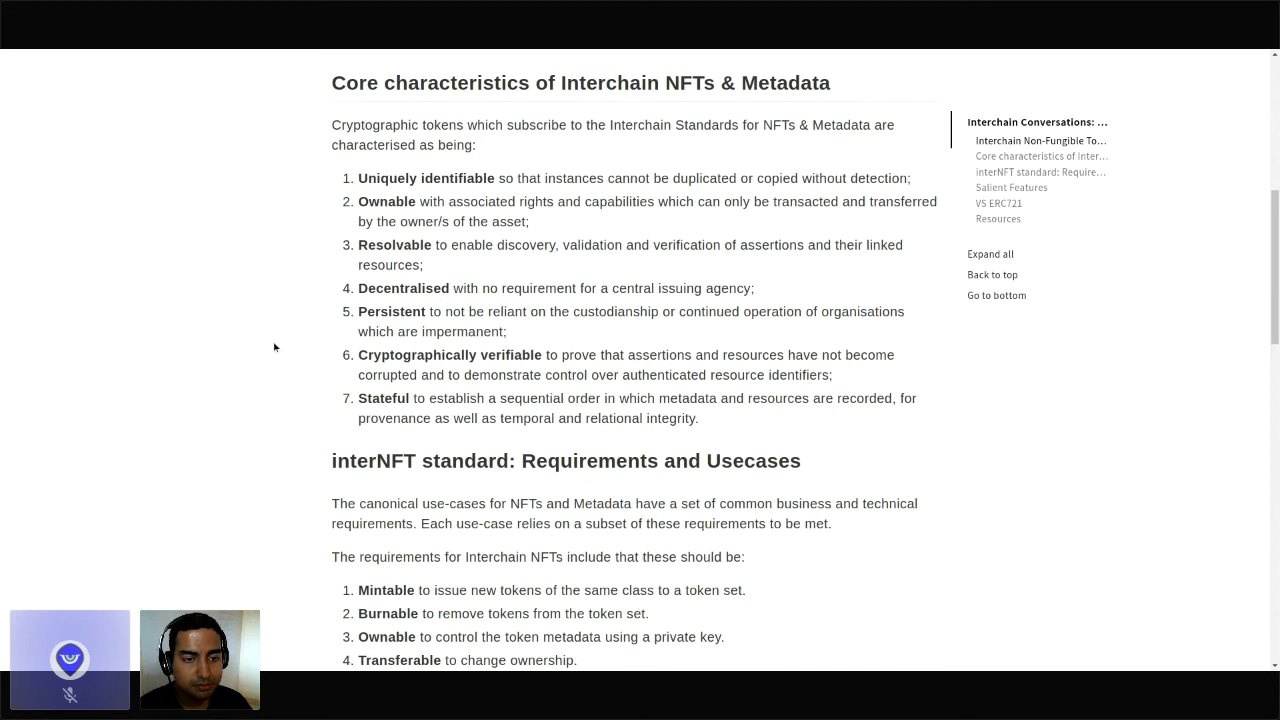 Core characteristics of Interchain NFTs & Metadata
Cryptographic tokens which subscribe to the Interchain Standards for NFTs & Metadata are
characterised as being:
1. Uniquely identifiable so that instances cannot be duplicated or copied without detection;
2. Ownable with associated rights and capabilities which can only be transacted and transferred
by the owner/s of the asset;
3. Resolvable to enable discovery, validation and verification of assertions and their linked
resources;
4. Decentralised with no requirement for a central issuing agency;
5. Persistent to not be reliant on the custodianship or continued operation of organisations
which are impermanent;
6. Cryptographically verifiable to prove that assertions and resources have not become
corrupted and to demonstrate control over authenticated resource identifiers;
7. Stateful to establish a sequential order in which metadata and resources are recorded, for
provenance as well as temporal and relational integrity.
interNFT standard: Requirements and Usecases
The canonical use-cases for NFTs and Metadata have a set of common business and technical
requirements. Each use-case relies on a subset of these requirements to be met.
The requirements for Interchain NFTs include that these should be:
1. Mintable to issue new tokens of the same class to a token set.
2. Burnable to remove tokens from the token set.
3. Ownable to control the token metadata using a private key.
4. Transferable to change ownership.
Interchain Conversations: ...
Interchain Non-Fungible To...
Core characteristics of Inter...
interNFT standard: Require...
Salient Features
VS ERC721
Resources
Expand all
Back to top
Go to bottom